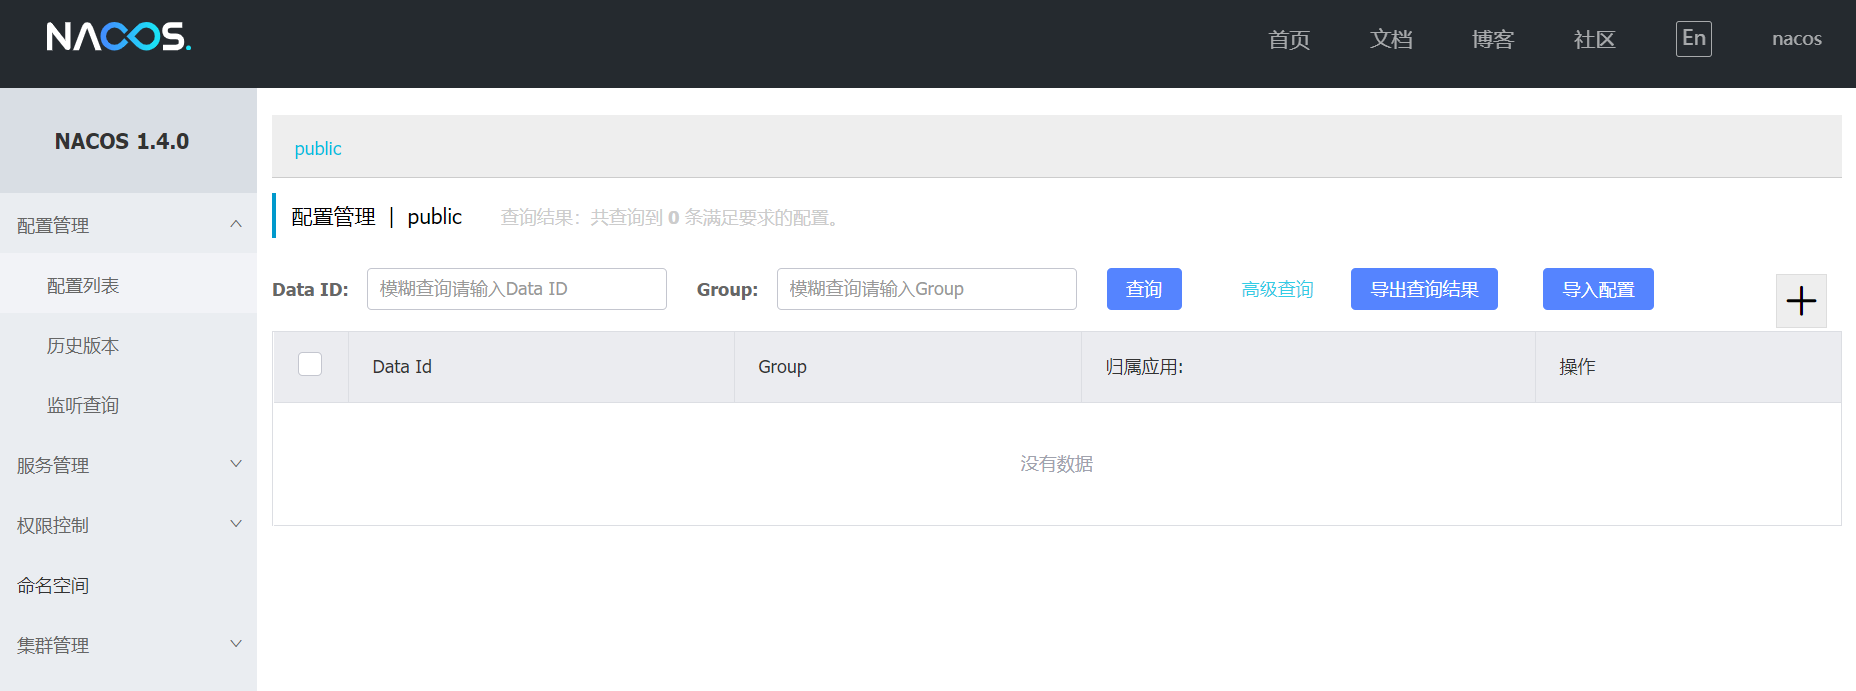 NACOS.
首页 文档 博客 社区 En nacos
NACOS 1.4.0
配置管理
配置列表
历史版本
监听查询
服务管理
权限控制
命名空间
集群管理
public
配置管理 | public 查询结果：共查询到 0 条满足要求的配置。
Data ID: 模糊查询请输入Data ID Group: 模糊查询请输入Group 查询 高级查询 导出查询结果 导入配置
Data Id Group 归属应用: 操作
没有数据